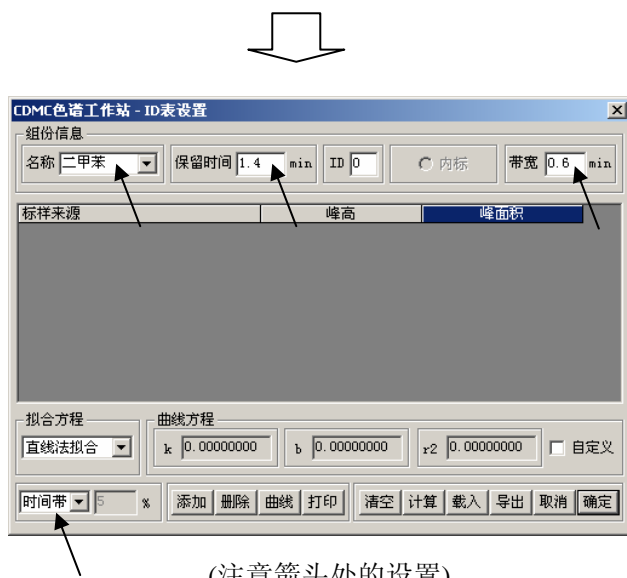 CDMC色谱工作站 - ID表设置
组份信息
名称 二甲苯 保留时间 1.4 min ID 0 内标 带宽 0.6 min
标样来源 峰高 峰面积
拟合方程 曲线方程
直线法拟合 k 0.00000000 b 0.00000000 r2 0.00000000 自定义
时间带 5 % 添加 删除 曲线 打印 清空 计算 载入 导出 取消 确定
(注意箭头处的设置)